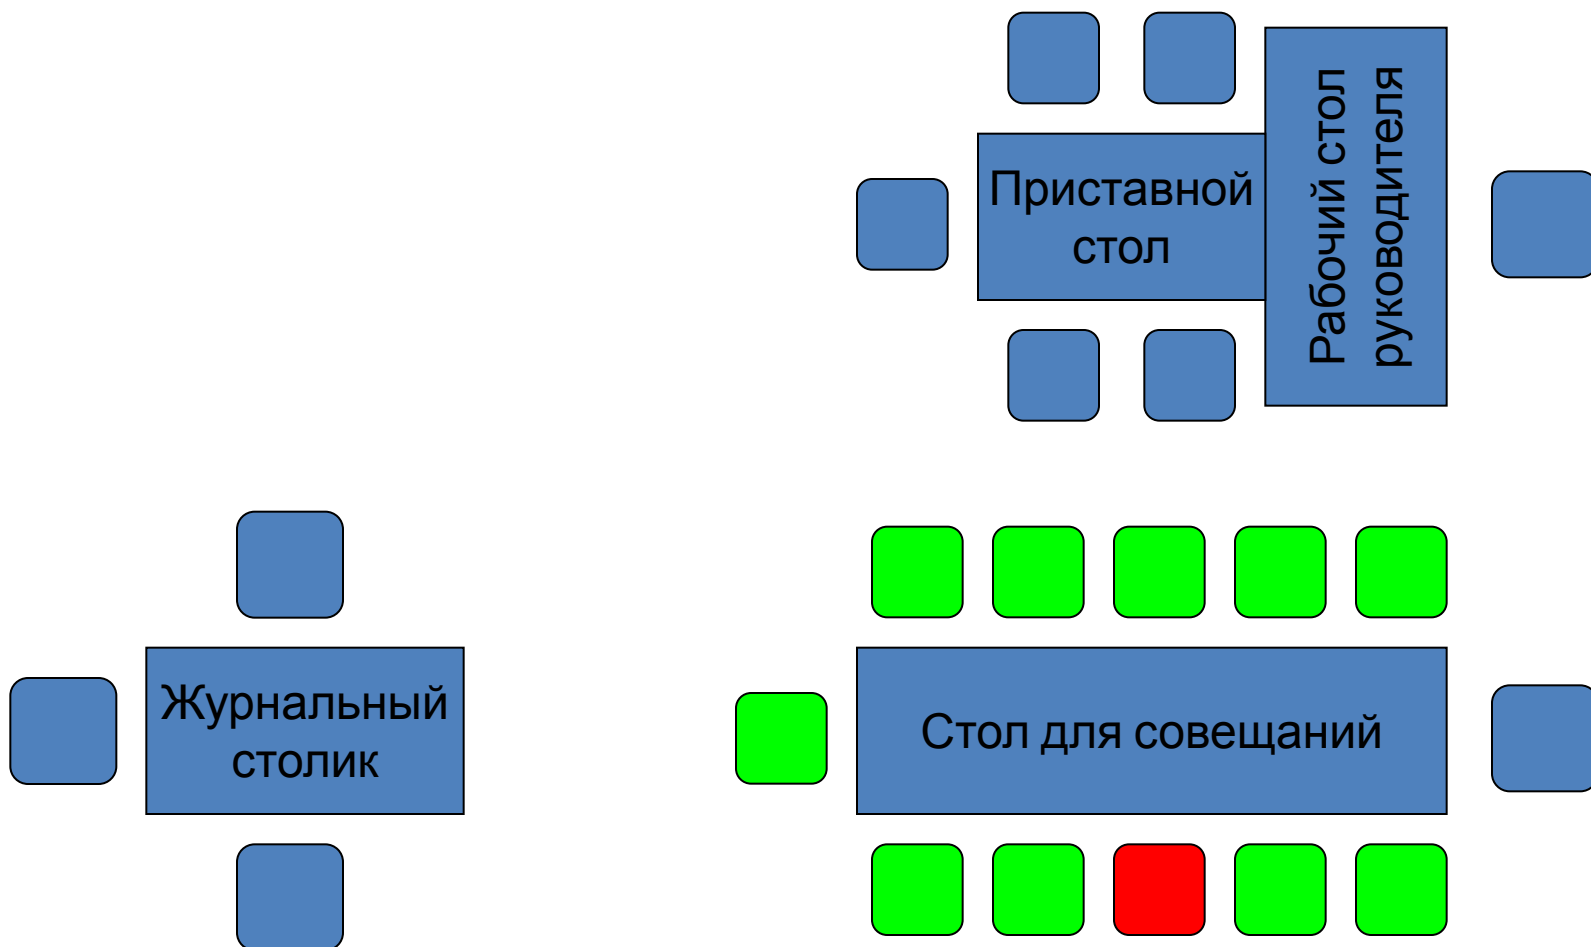 Приставной
стол
Рабочий стол
руководителя
Журнальный
столик
Стол для совещаний